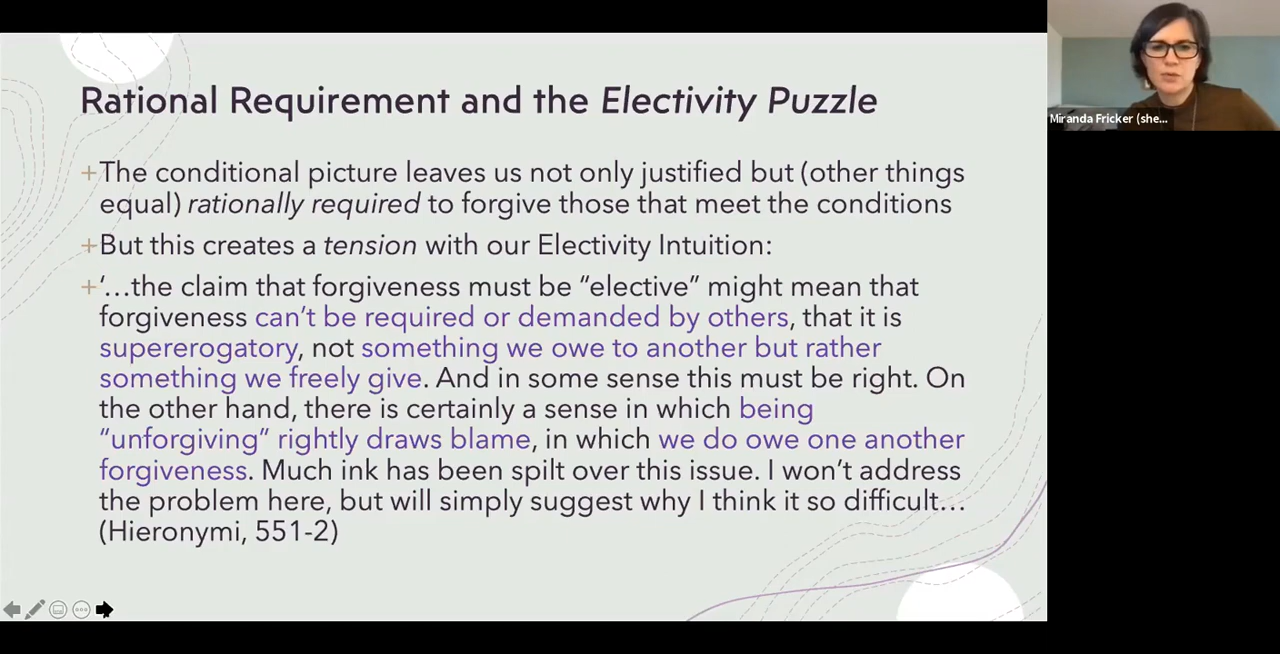 Rational Requirement and the Electivity Puzzle
+The conditional picture leaves us not only justified but (other things
equal) rationally required to forgive those that meet the conditions
+But this creates a tension with our Electivity Intuition:
+‘…the claim that forgiveness must be “elective” might mean that
forgiveness can’t be required or demanded by others, that it is
supererogatory, not something we owe to another but rather
something we freely give. And in some sense this must be right. On
the other hand, there is certainly a sense in which being
“unforgiving” rightly draws blame, in which we do owe one another
forgiveness. Much ink has been spilt over this issue. I won’t address
the problem here, but will simply suggest why I think it so difficult…
(Hieronymi, 551-2)
Miranda Fricker (she...